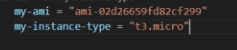 my-ami = "ami-02d26659fd82cf299"
my-instance-type = "t3.micro"